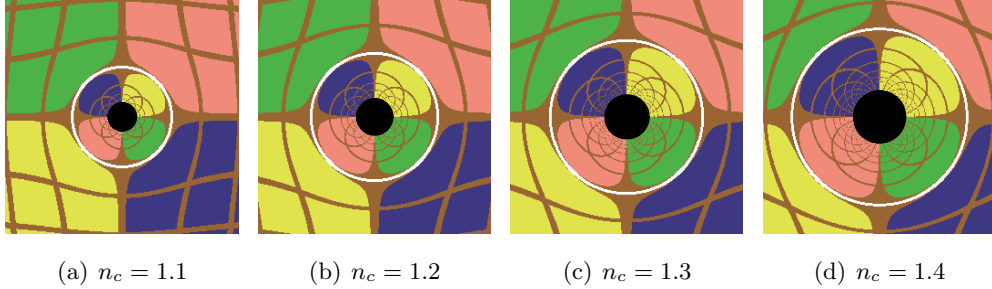 (a) n_c = 1.1 (b) n_c = 1.2 (c) n_c = 1.3 (d) n_c = 1.4